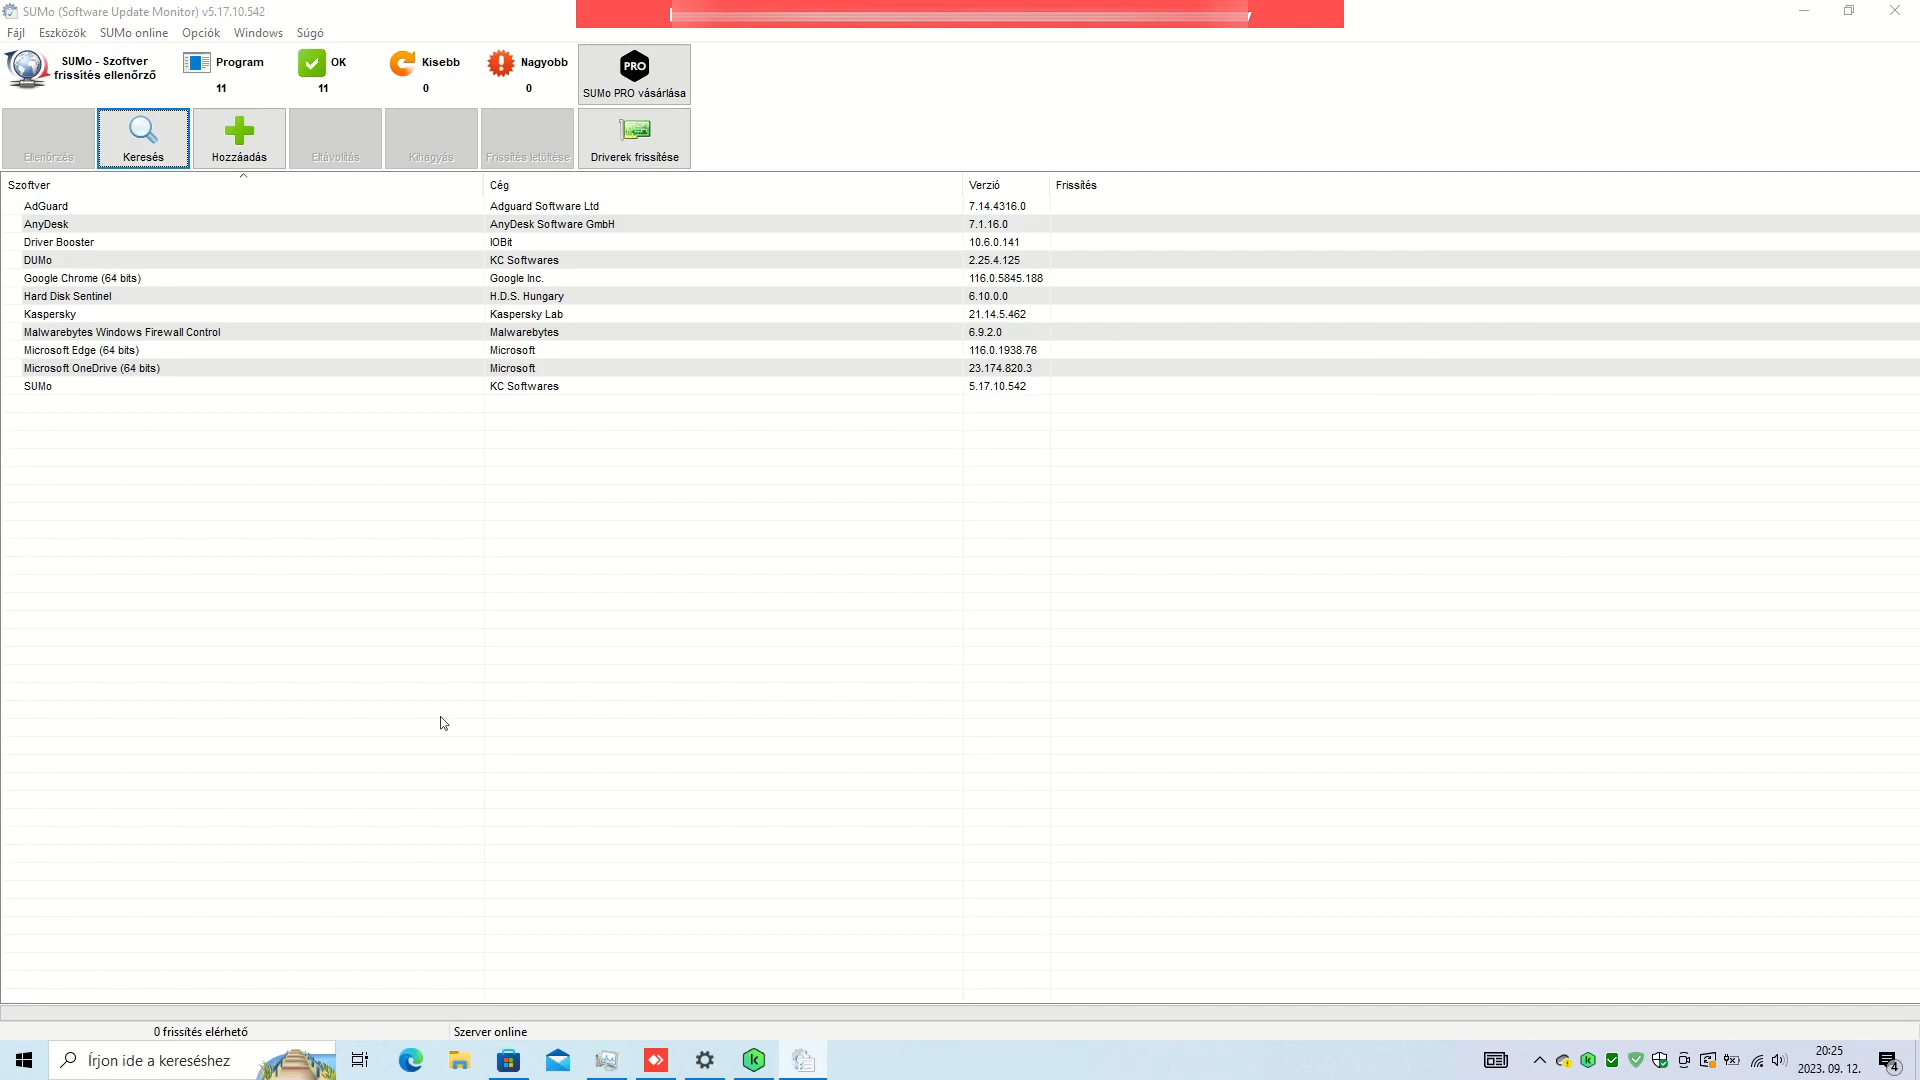 SUMo (Software Update Monitor) v5.17.10.542
Fájl Eszközök SUMo online Opciók Windows Súgó
SUMo - Szoftver frissítés ellenőrző
Program 11
OK 11
Kisebb 0
Nagyobb 0
PRO
SUMo PRO vásárlása
Ellenőrzés Keresés Hozzáadás Eltávolítás Kihagyás Frissítés letöltése Driverek frissítése
Szoftver Cég Verzió Frissítés
AdGuard Adguard Software Ltd 7.14.4316.0
AnyDesk AnyDesk Software GmbH 7.1.16.0
Driver Booster IOBit 10.6.0.141
DUMo KC Softwares 2.25.4.125
Google Chrome (64 bits) Google Inc. 116.0.5845.188
Hard Disk Sentinel H.D.S. Hungary 6.10.0.0
Kaspersky Kaspersky Lab 21.14.5.462
Malwarebytes Windows Firewall Control Malwarebytes 6.9.2.0
Microsoft Edge (64 bits) Microsoft 116.0.1938.76
Microsoft OneDrive (64 bits) Microsoft 23.174.820.3
SUMo KC Softwares 5.17.10.542
0 frissítés elérhető Szerver online
Írjon ide a kereséshez
20:25
2023. 09. 12.
4